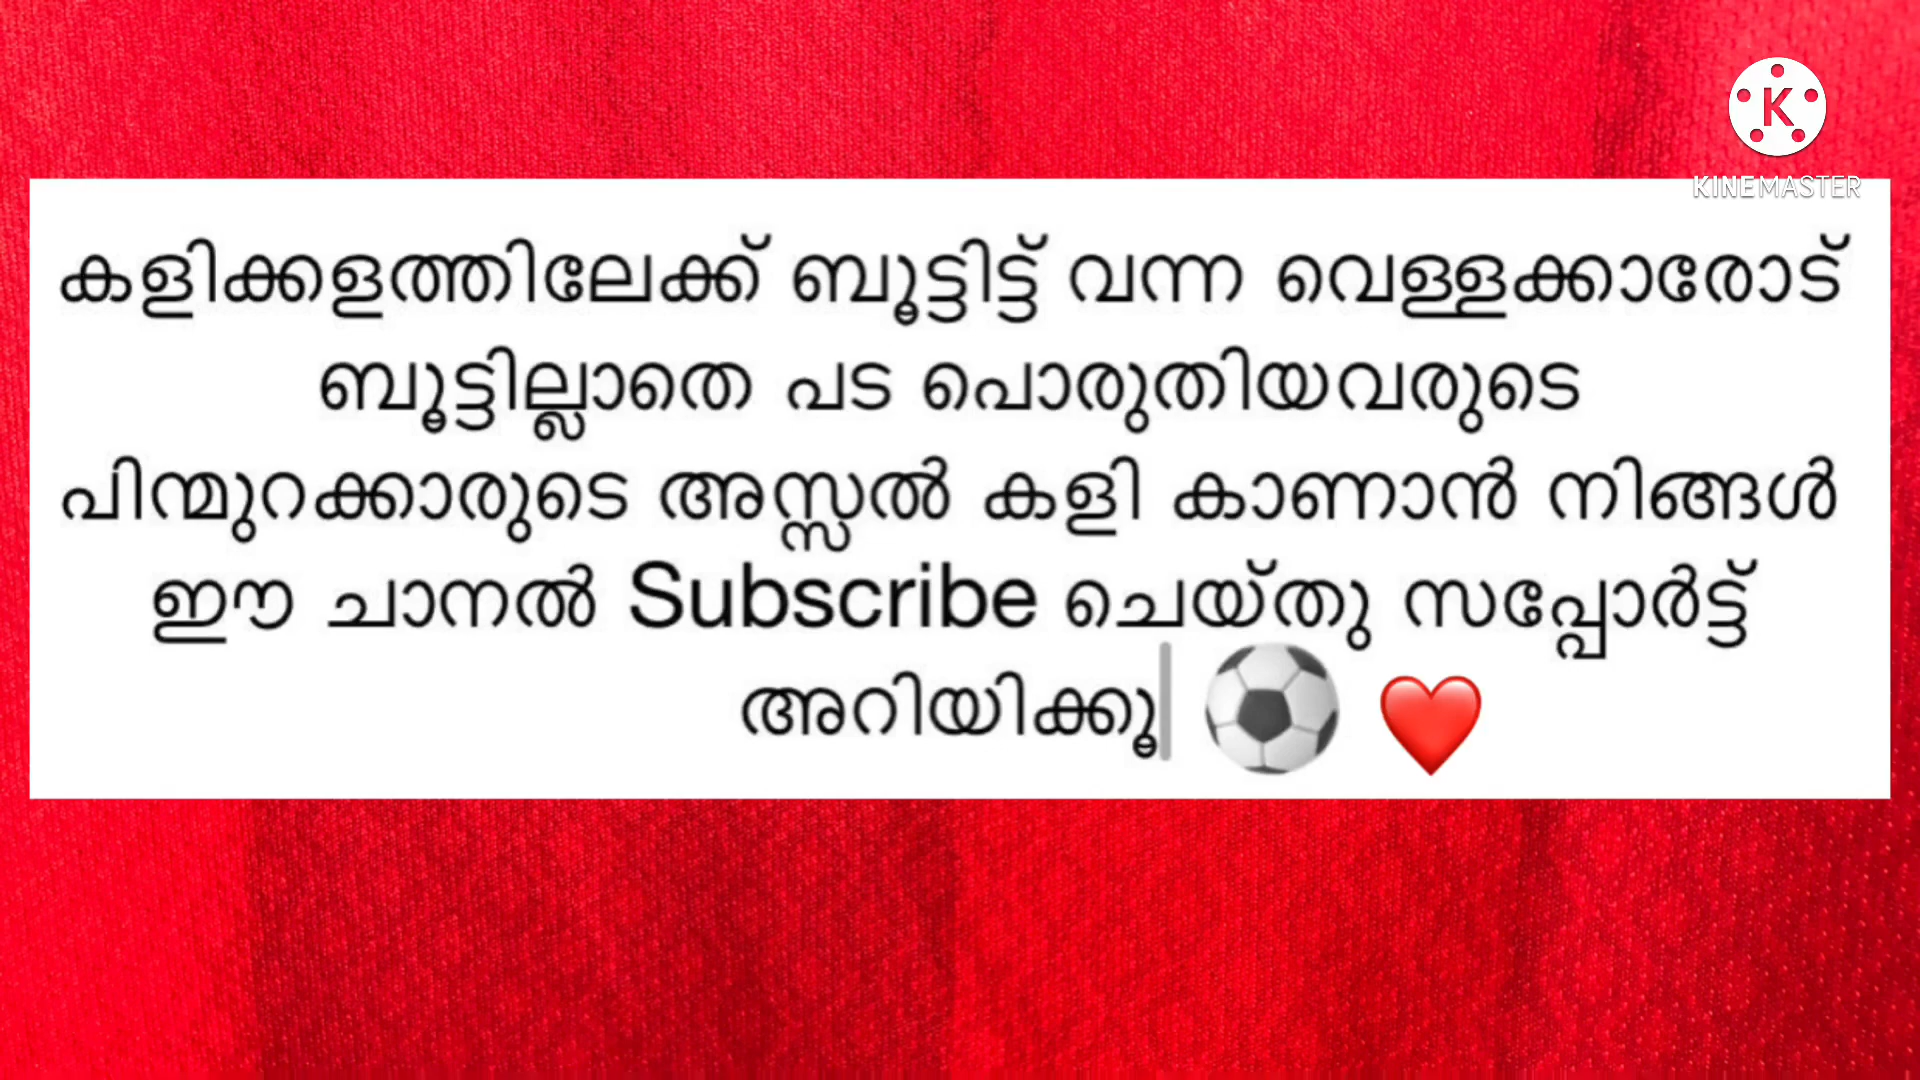 KINEMASTER
കളിക്കളത്തിലേക്ക് ബൂട്ടിട്ട് വന്ന വെള്ളക്കാരോട്
ബൂട്ടില്ലാതെ പട പൊരുതിയവരുടെ
പിന്മുറക്കാരുടെ അസ്സൽ കളി കാണാൻ നിങ്ങൾ
ഈ ചാനൽ Subscribe ചെയ്തു സപ്പോർട്ട്
അറിയിക്കൂ ⚽ ❤️